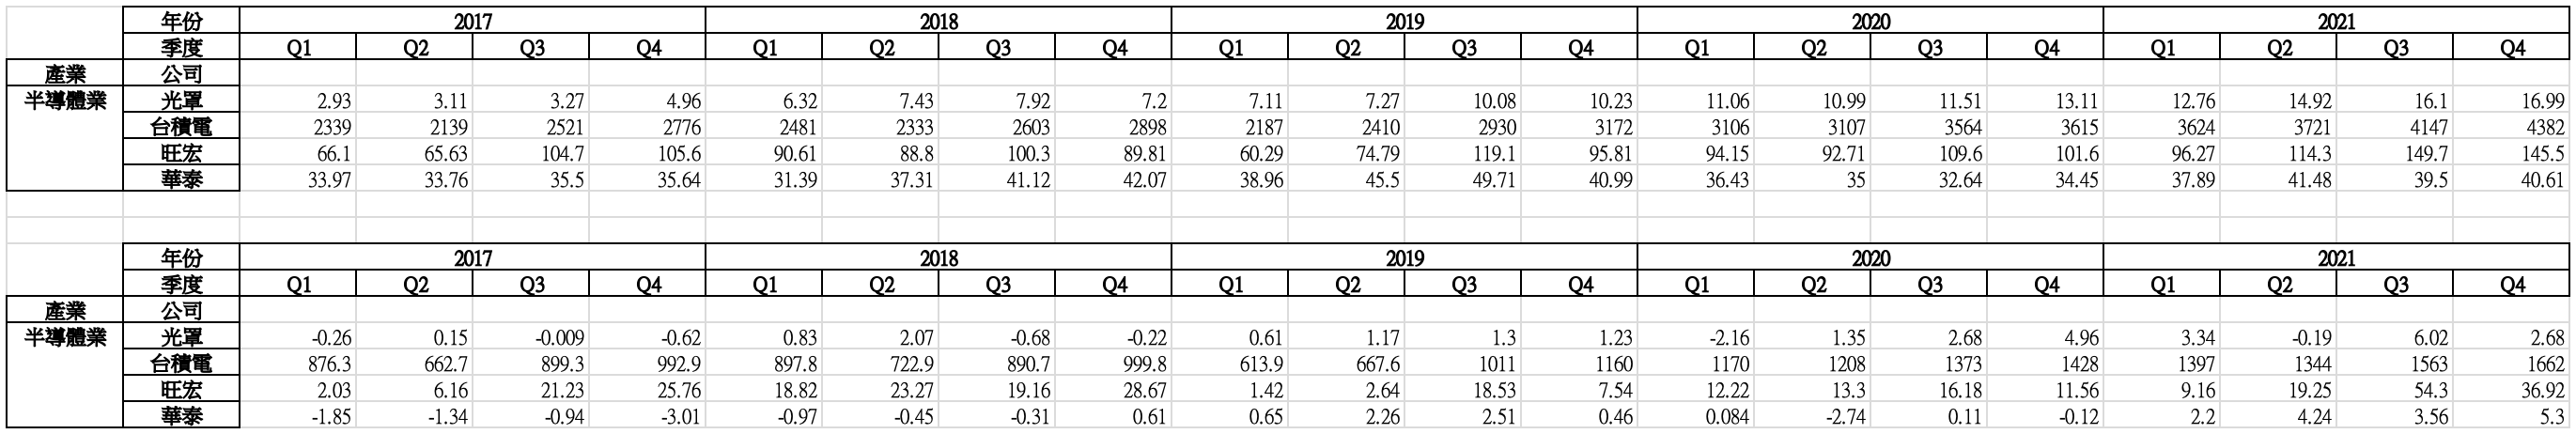 年份 2017 2018 2019 2020 2021
季度 Q1 Q2 Q3 Q4 Q1 Q2 Q3 Q4 Q1 Q2 Q3 Q4 Q1 Q2 Q3 Q4 Q1 Q2 Q3 Q4
產業 公司
半導體業 光罩 2.93 3.11 3.27 4.96 6.32 7.43 7.92 7.2 7.11 7.27 10.08 10.23 11.06 10.99 11.51 13.11 12.76 14.92 16.1 16.99
台積電 2339 2139 2521 2776 2481 2333 2603 2898 2187 2410 2930 3172 3106 3107 3564 3615 3624 3721 4147 4382
旺宏 66.1 65.63 104.7 105.6 90.61 88.8 100.3 89.81 60.29 74.79 119.1 95.81 94.15 92.71 109.6 101.6 96.27 114.3 149.7 145.5
華泰 33.97 33.76 35.5 35.64 31.39 37.31 41.12 42.07 38.96 45.5 49.71 40.99 36.43 35 32.64 34.45 37.89 41.48 39.5 40.61
年份 2017 2018 2019 2020 2021
季度 Q1 Q2 Q3 Q4 Q1 Q2 Q3 Q4 Q1 Q2 Q3 Q4 Q1 Q2 Q3 Q4 Q1 Q2 Q3 Q4
產業 公司
半導體業 光罩 -0.26 0.15 -0.009 -0.62 0.83 2.07 -0.68 -0.22 0.61 1.17 1.3 1.23 -2.16 1.35 2.68 4.96 3.34 -0.19 6.02 2.68
台積電 876.3 662.7 899.3 992.9 897.8 722.9 890.7 999.8 613.9 667.6 1011 1160 1170 1208 1373 1428 1397 1344 1563 1662
旺宏 2.03 6.16 21.23 25.76 18.82 23.27 19.16 28.67 1.42 2.64 18.53 7.54 12.22 13.3 16.18 11.56 9.16 19.25 54.3 36.92
華泰 -1.85 -1.34 -0.94 -3.01 -0.97 -0.45 -0.31 0.61 0.65 2.26 2.51 0.46 0.084 -2.74 0.11 -0.12 2.2 4.24 3.56 5.3